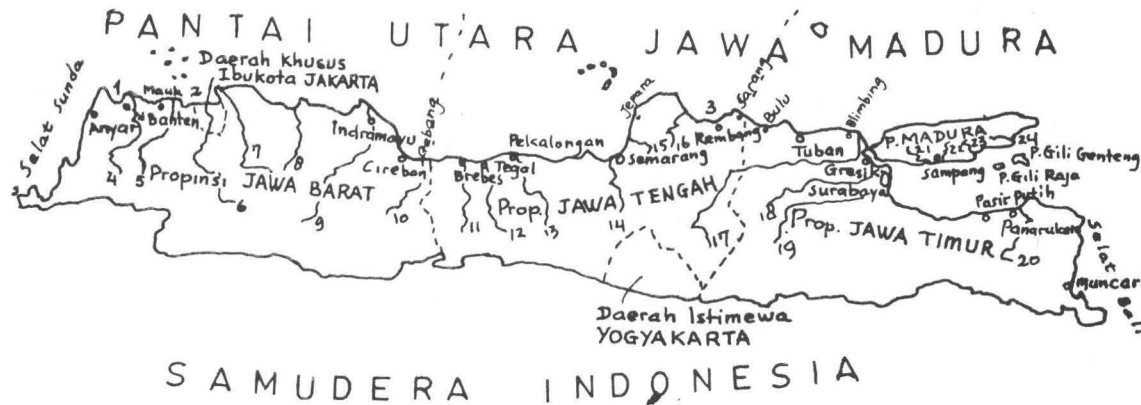 PANTAI UTARA JAWA MADURA
Selat Sunda
Daerah Khusus
Ibukota JAKARTA
1
Mauk
2
Anyar
Banten
4
5
Propinsi JAWA BARAT
6
7
8
9
10
Indramayu
Cirebon
Brebes
Tegal
Pelkalongan
11
12
13
Prop. JAWA TENGAH
14
Jepara
Semarang
15
16
3
Rembang
Sarang
Bulu
Tuban
Blimbing
17
P. MADURA
21
22
23
24
Sampang
P. Gili Genteng
P. Gili Raja
Gresik
Surabaya
18
19
Prop. JAWA TIMUR
Pasir Putih
Panarukan
20
Selat Bali
Muncar
Daerah Istimewa
YOGYAKARTA
SAMUDERA INDONESIA